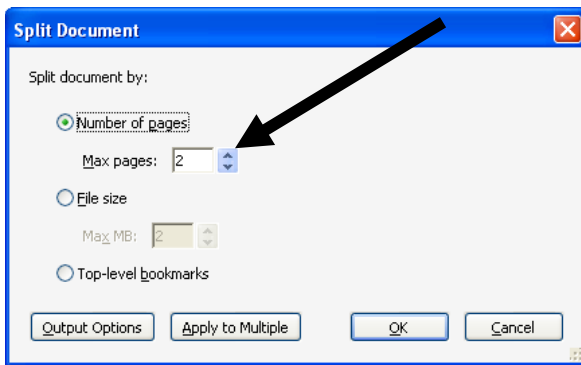 Split Document
Split document by:
Number of pages
Max pages: 2
File size
Max MB: 2
Top-level bookmarks
Output Options Apply to Multiple OK Cancel